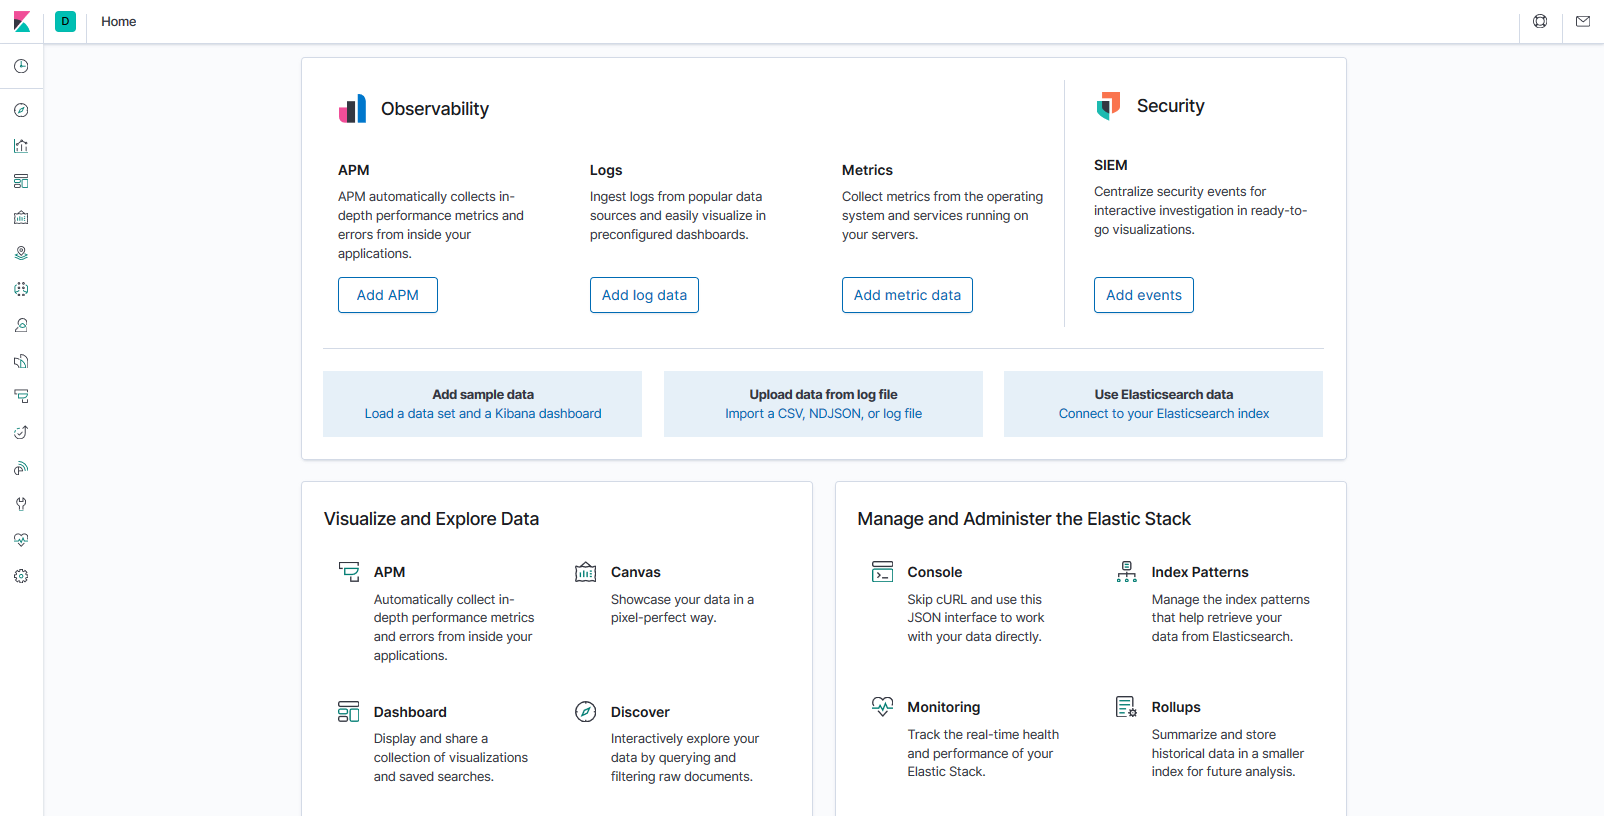 D
Home
Observability
Security
APM
APM automatically collects in-
depth performance metrics and
errors from inside your
applications.
Add APM
Logs
Ingest logs from popular data
sources and easily visualize in
preconfigured dashboards.
Add log data
Metrics
Collect metrics from the operating
system and services running on
your servers.
Add metric data
SIEM
Centralize security events for
interactive investigation in ready-to-
go visualizations.
Add events
Add sample data
Load a data set and a Kibana dashboard
Upload data from log file
Import a CSV, NDJSON, or log file
Use Elasticsearch data
Connect to your Elasticsearch index
Visualize and Explore Data
APM
Automatically collect in-
depth performance metrics
and errors from inside your
applications.
Canvas
Showcase your data in a
pixel-perfect way.
Dashboard
Display and share a
collection of visualizations
and saved searches.
Discover
Interactively explore your
data by querying and
filtering raw documents.
Manage and Administer the Elastic Stack
Console
Skip cURL and use this
JSON interface to work
with your data directly.
Index Patterns
Manage the index patterns
that help retrieve your
data from Elasticsearch.
Monitoring
Track the real-time health
and performance of your
Elastic Stack.
Rollups
Summarize and store
historical data in a smaller
index for future analysis.